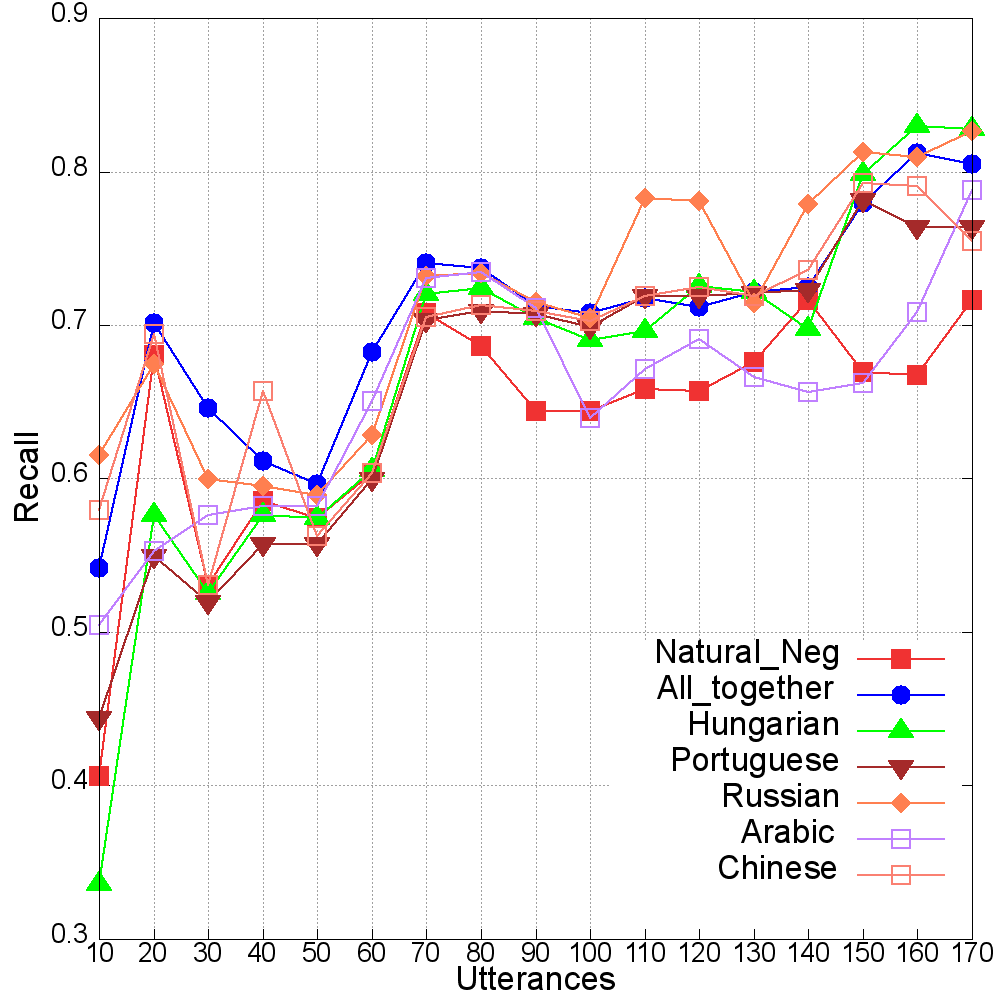 0.9
0.8
0.7
0.6
0.5
0.4
0.3
Recall
Natural_Neg
All_together
Hungarian
Portuguese
Russian
Arabic
Chinese
10 20 30 40 50 60 70 80 90 100 110 120 130 140 150 160 170
Utterances